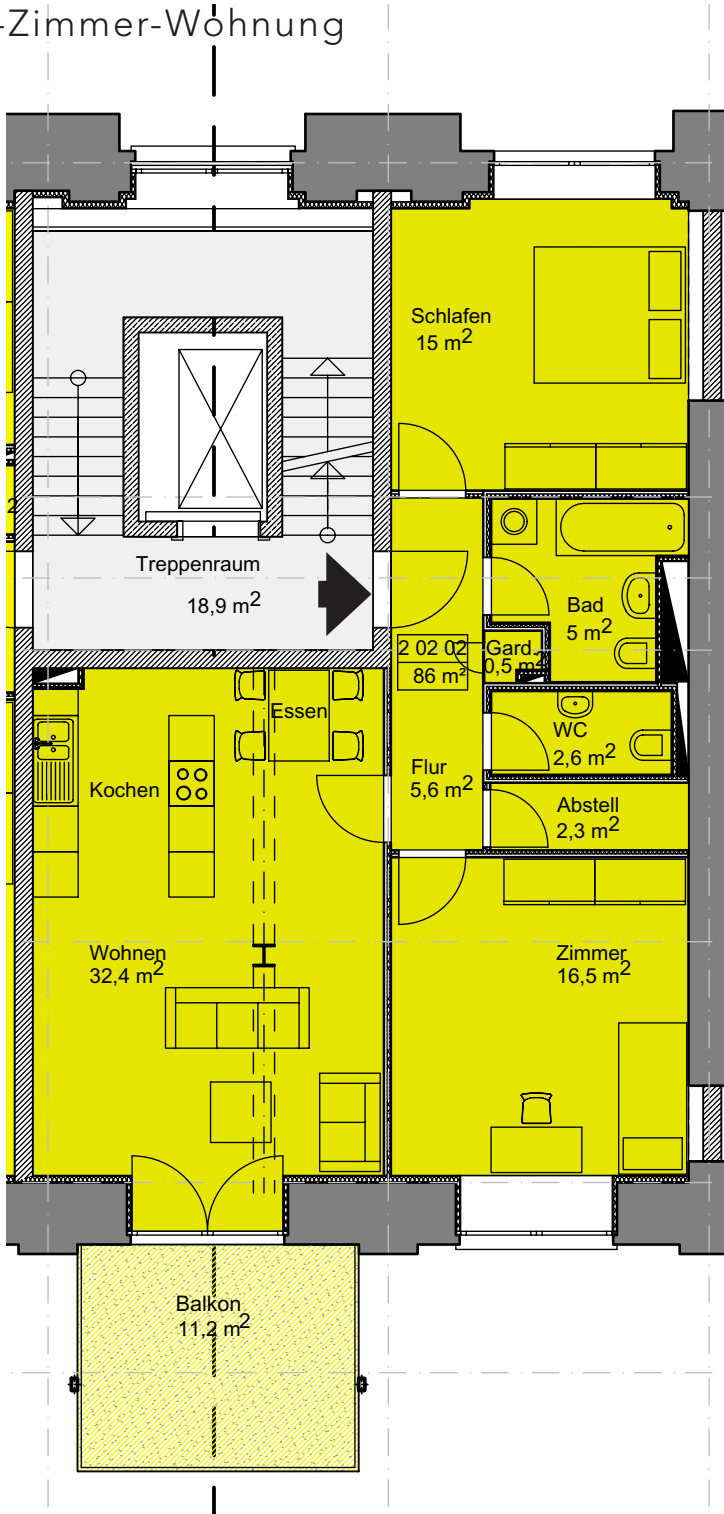 -Zimmer-Wohnung
Schlafen
15 m²
Treppenraum
18,9 m²
Bad
5 m²
2 02 02
86 m²
Gard.
0,5 m²
Essen
WC
2,6 m²
Kochen
Flur
5,6 m²
Abstell
2,3 m²
Wohnen
32,4 m²
Zimmer
16,5 m²
Balkon
11,2 m²
2